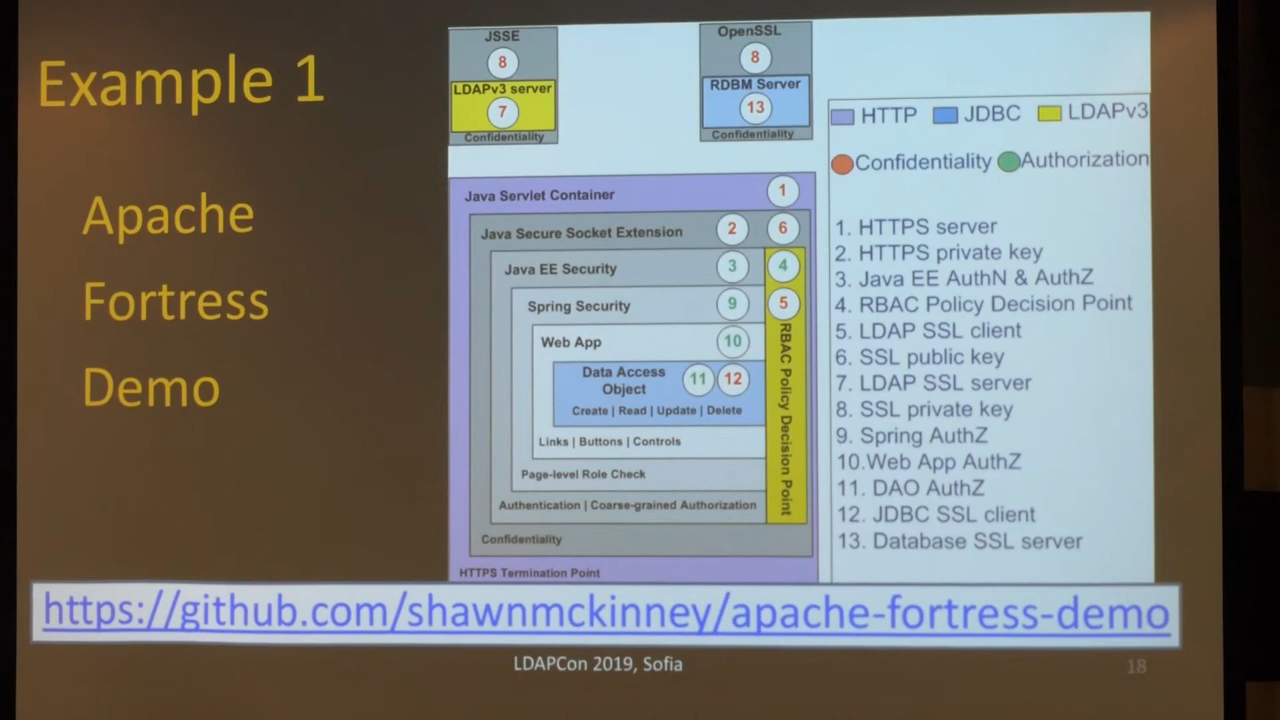 Example 1
Apache
Fortress
Demo
JSSE
8
LDAPv3 server
7
Confidentiality
OpenSSL
8
RDBM Server
13
Confidentiality
Java Servlet Container 1
Java Secure Socket Extension 2 6
Java EE Security 3 4
Spring Security 9 5
Web App 10
Data Access 11 12
Object
Create | Read | Update | Delete
Links | Buttons | Controls
Page-level Role Check
Authentication | Coarse-grained Authorization
Confidentiality
HTTPS Termination Point
RBAC Policy Decision Point
HTTP JDBC LDAPv3
Confidentiality Authorization
1. HTTPS server
2. HTTPS private key
3. Java EE AuthN & AuthZ
4. RBAC Policy Decision Point
5. LDAP SSL client
6. SSL public key
7. LDAP SSL server
8. SSL private key
9. Spring AuthZ
10.Web App AuthZ
11. DAO AuthZ
12. JDBC SSL client
13. Database SSL server
https://github.com/shawnmckinney/apache-fortress-demo
LDAPCon 2019, Sofia
18